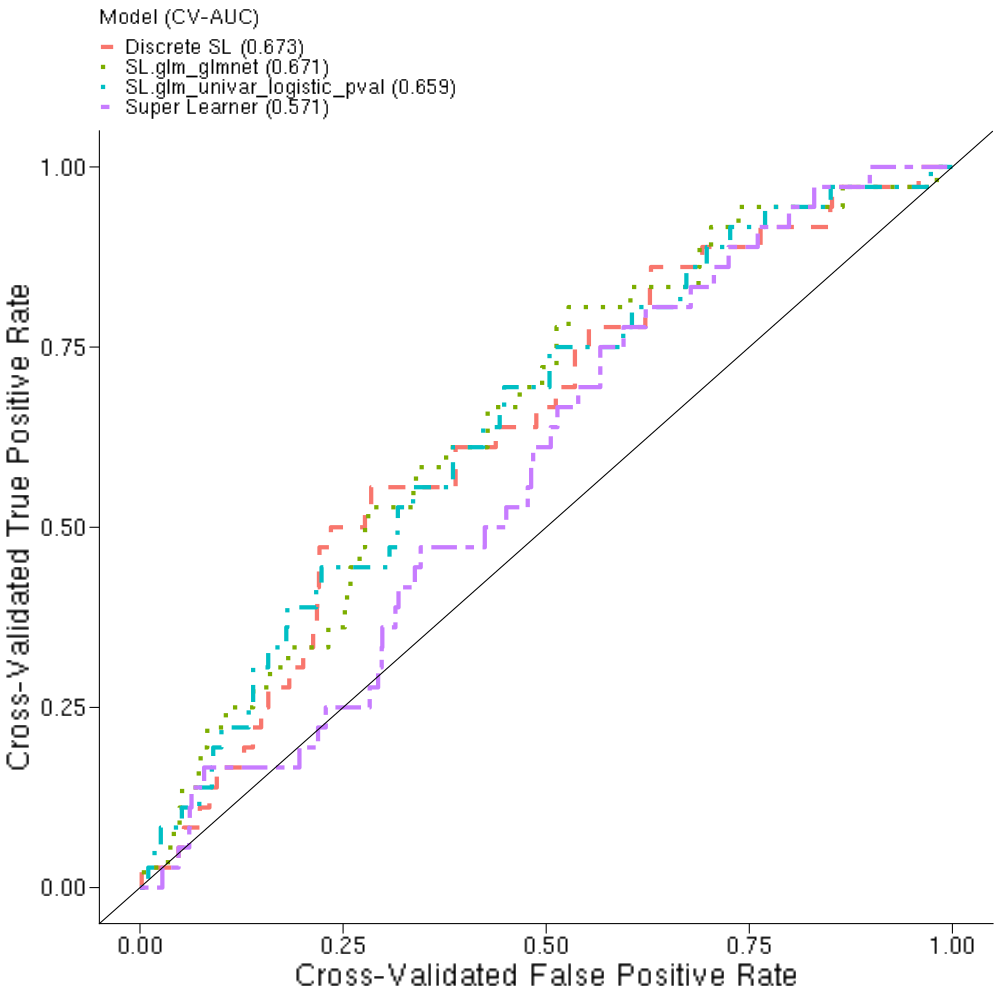 Model (CV-AUC)
Discrete SL (0.673)
SL.glm_glmnet (0.671)
SL.glm_univar_logistic_pval (0.659)
Super Learner (0.571)
1.00
0.75
0.50
0.25
0.00
Cross-Validated True Positive Rate
0.00 0.25 0.50 0.75 1.00
Cross-Validated False Positive Rate